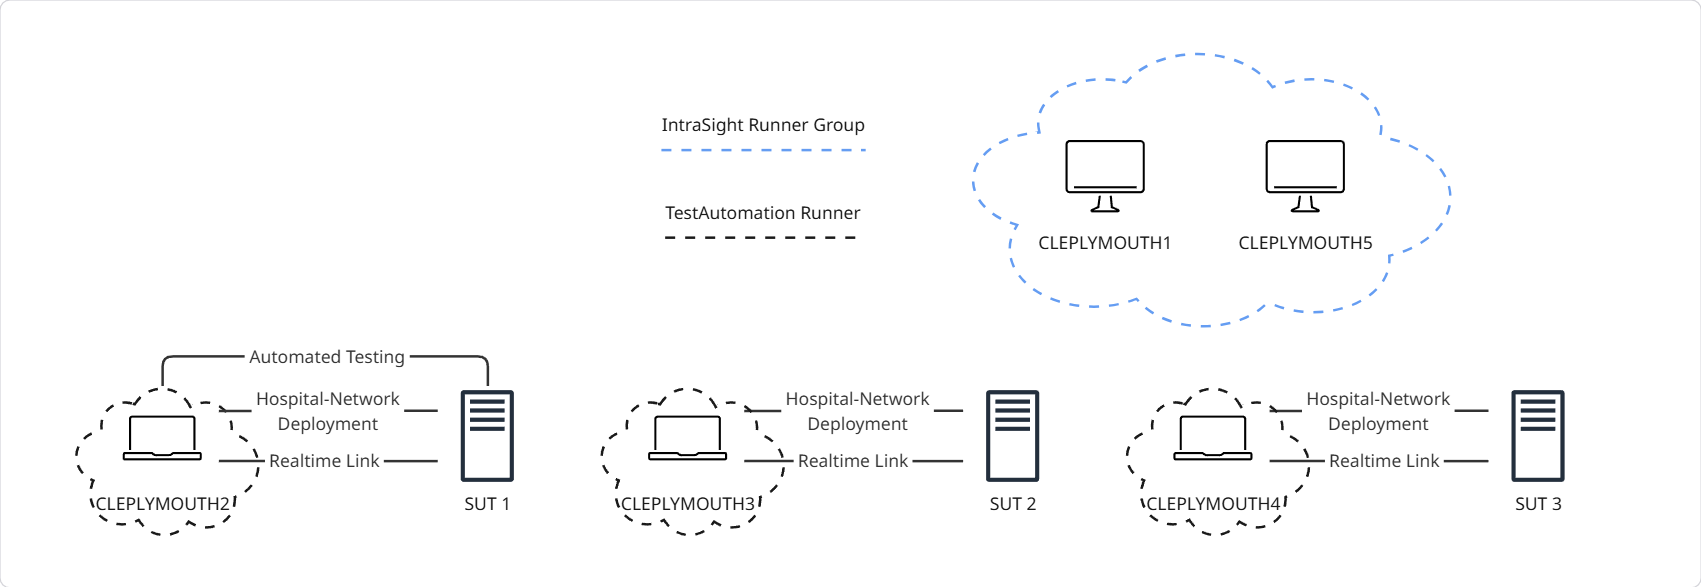 IntraSight Runner Group
TestAutomation Runner
CLEPLYMOUTH1
CLEPLYMOUTH5
Automated Testing
Hospital-Network
Deployment
Realtime Link
CLEPLYMOUTH2
SUT 1
Hospital-Network
Deployment
Realtime Link
CLEPLYMOUTH3
SUT 2
Hospital-Network
Deployment
Realtime Link
CLEPLYMOUTH4
SUT 3